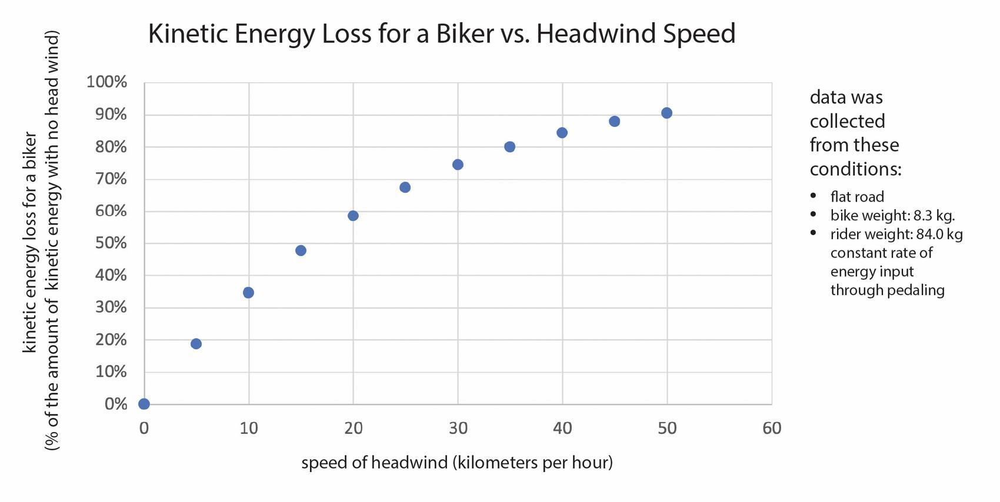 Kinetic Energy Loss for a Biker vs. Headwind Speed
kinetic energy loss for a biker
(% of the amount of kinetic energy with no head wind)
100%
90%
80%
70%
60%
50%
40%
30%
20%
10%
0%
0 10 20 30 40 50 60
speed of headwind (kilometers per hour)
data was
collected
from these
conditions:
• flat road
• bike weight: 8.3 kg.
• rider weight: 84.0 kg
constant rate of
energy input
through pedaling